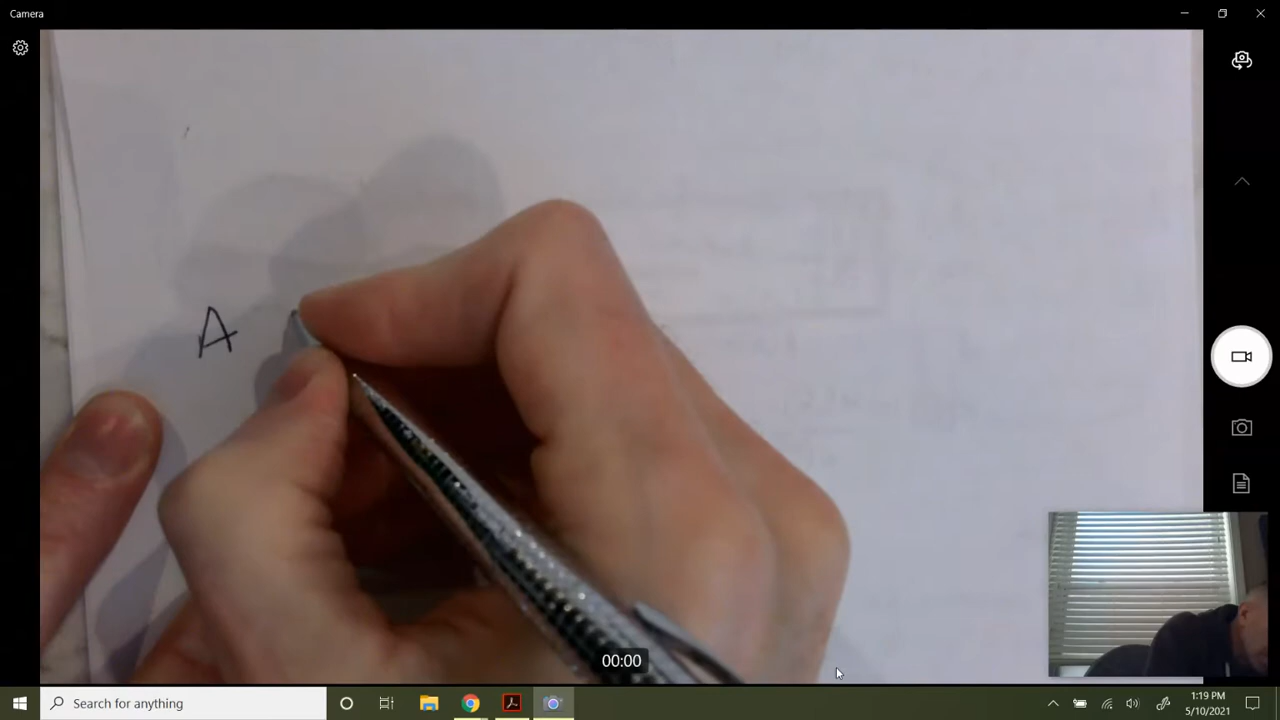 Camera
A
00:00
Search for anything
1:19 PM
5/10/2021